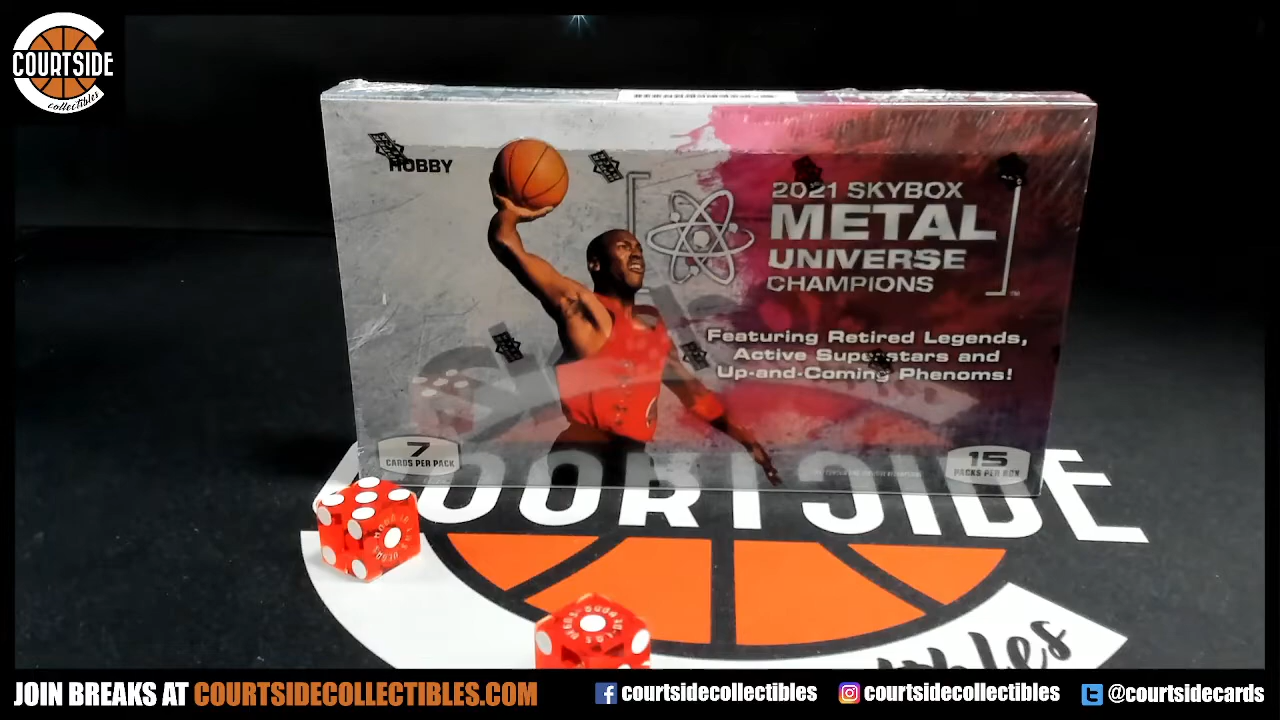 COURTSIDE
collectibles
HOBBY
2021 SKYBOX
METAL
UNIVERSE
CHAMPIONS
TM
Featuring Retired Legends,
Active Superstars and
Up-and-Coming Phenoms!
7
CARDS PER PACK
15
PACKS PER BOX
COURTSIDE
JOIN BREAKS AT COURTSIDECOLLECTIBLES.COM
courtsidecollectibles
courtsidecollectibles
@courtsidecards